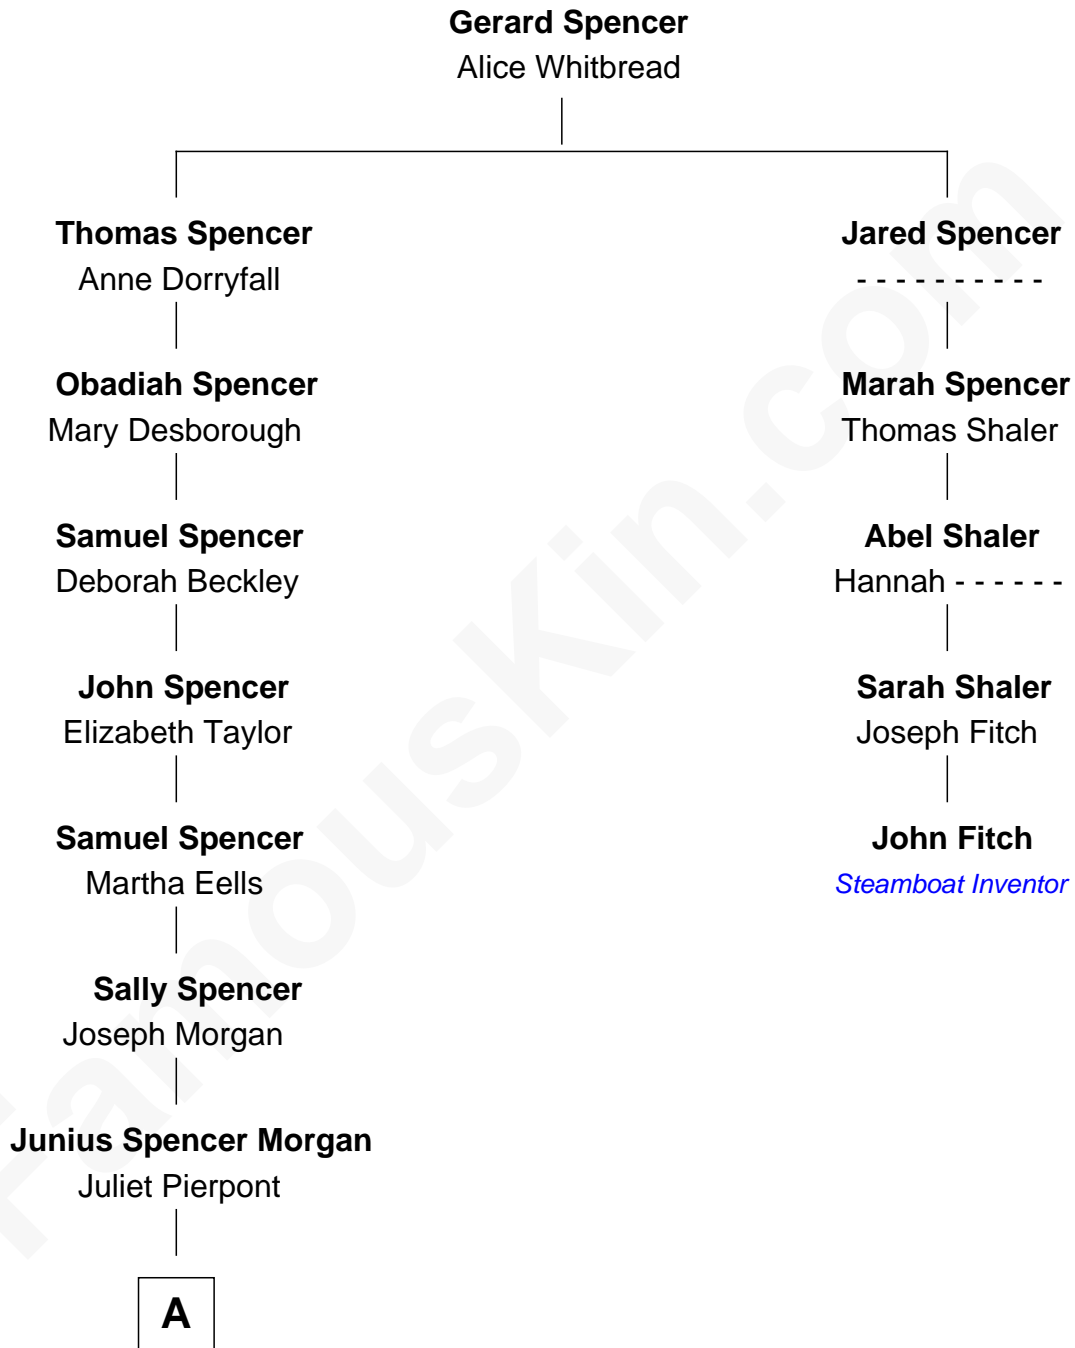 Gerard Spencer
Alice Whitbread
Thomas Spencer
Anne Dorryfall
Jared Spencer
- - - - - - - - - -
Obadiah Spencer
Mary Desborough
Marah Spencer
Thomas Shaler
Samuel Spencer
Deborah Beckley
Abel Shaler
Hannah - - - - - -
John Spencer
Elizabeth Taylor
Sarah Shaler
Joseph Fitch
Samuel Spencer
Martha Eells
John Fitch
Steamboat Inventor
Sally Spencer
Joseph Morgan
Junius Spencer Morgan
Juliet Pierpont
A
FamousKin.com